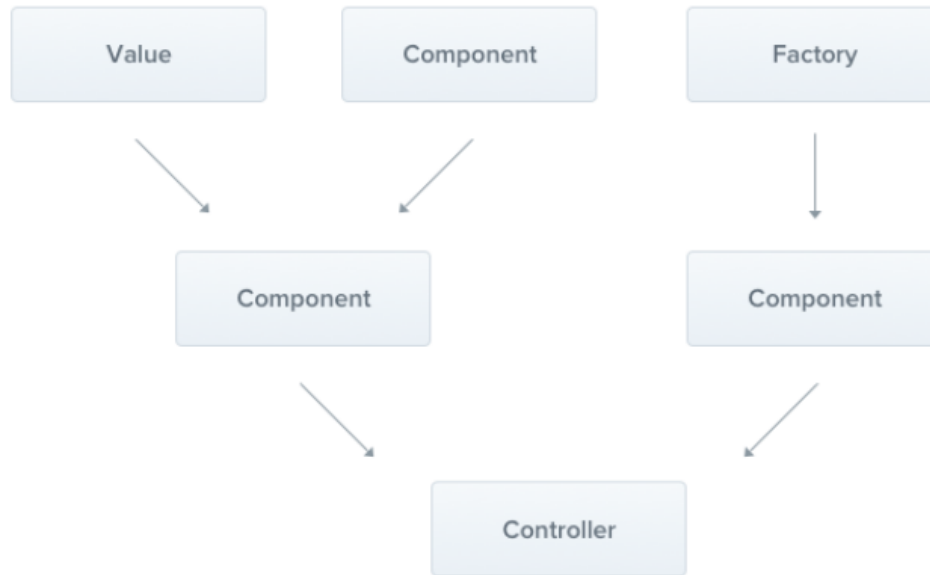 Value
Component
Factory
Component
Component
Controller